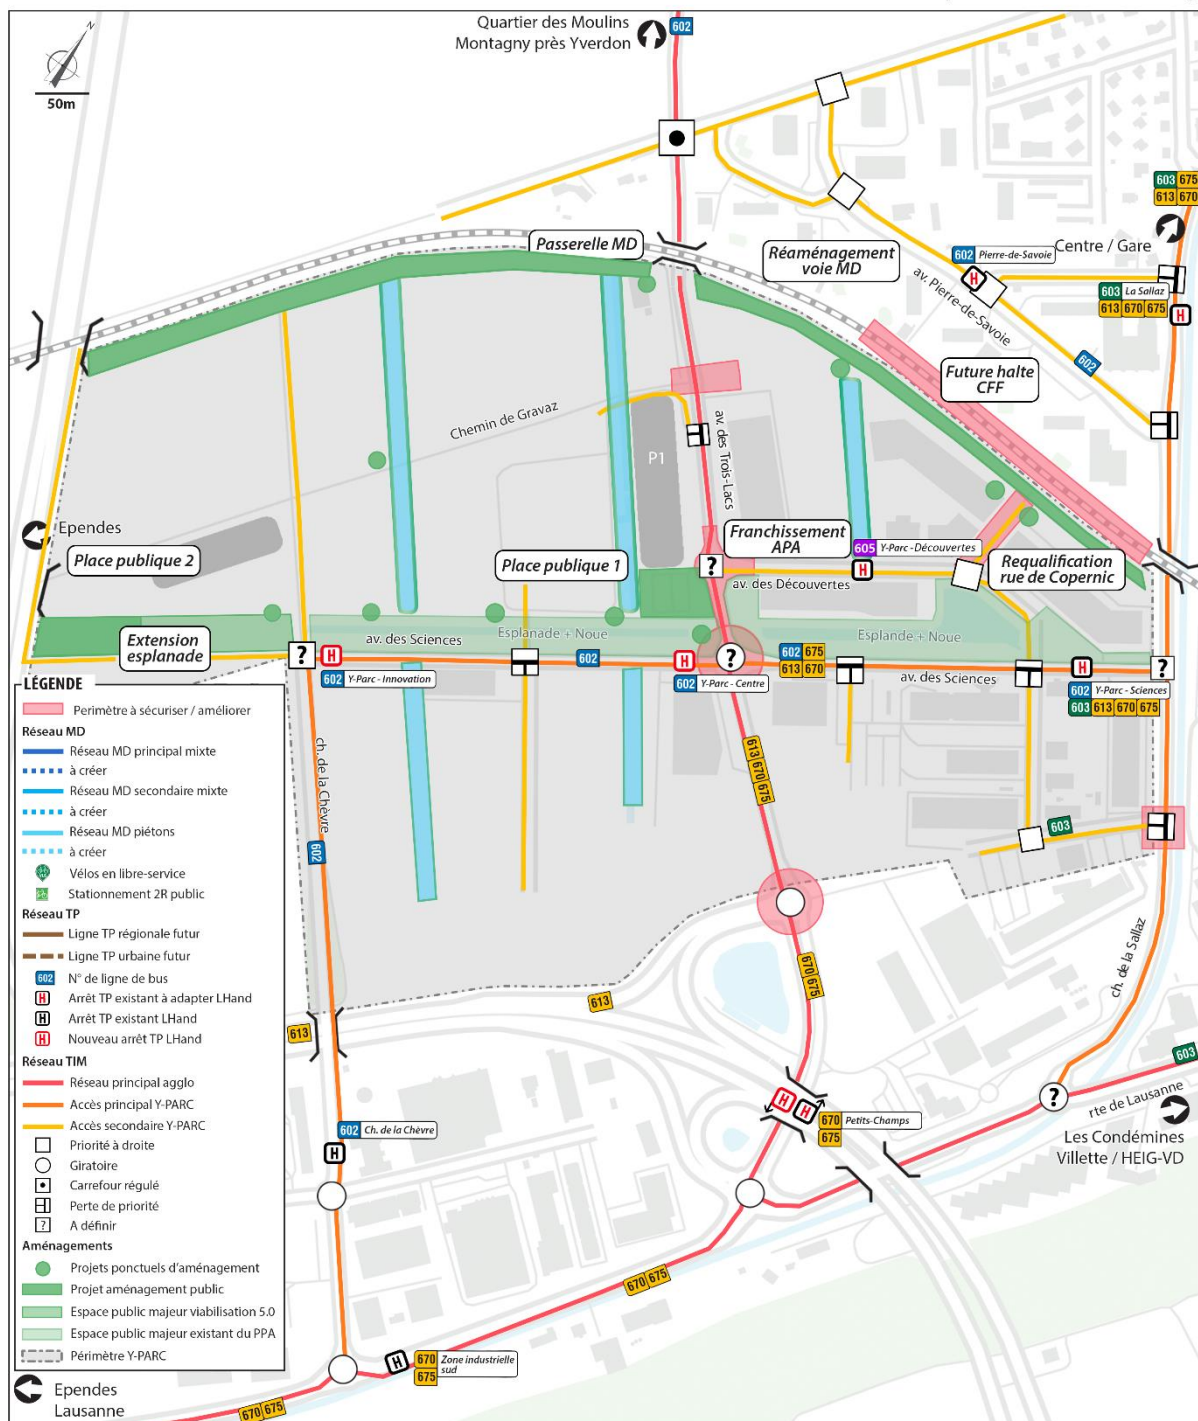 Quartier des Moulins
Montagny près Yverdon
602
N
50m
603 675
613 670
Centre / Gare
Passerelle MD
Réaménagement
voie MD
602 Pierre-de-Savoie
603 La Sallaz
613 670 675
av. Pierre-de-Savoie
602
Future halte
CFF
Chemin de Gravaz
P1
av. des Trois-Lacs
Ependes
Place publique 2
Place publique 1
Franchissement
APA
605 Y-Parc - Découvertes
Requalification
rue de Copernic
?
av. des Découvertes
Extension
esplanade
av. des Sciences
Esplanade + Noue
Esplande + Noue
?
602 Y-Parc - Innovation
602
602 Y-Parc - Centre
?
602 675
613 670
av. des Sciences
?
602 Y-Parc - Sciences
603 613 670 675
ch. de la Chèvre
602
613
670
675
603
670
675
613
613
ch. de la Sallaz
603
rte de Lausanne
?
Les Condémines
Villette / HEIG-VD
670 Petits-Champs
675
602 Ch. de la Chèvre
670 675
670 Zone industrielle
sud
675
670 675
Ependes
Lausanne
LÉGENDE
Perimètre à sécuriser / améliorer
Réseau MD
Réseau MD principal mixte
à créer
Réseau MD secondaire mixte
à créer
Réseau MD piétons
à créer
Vélos en libre-service
Stationnement 2R public
Réseau TP
Ligne TP régionale futur
Ligne TP urbaine futur
602 N° de ligne de bus
H Arrêt TP existant à adapter LHand
H Arrêt TP existant LHand
H Nouveau arrêt TP LHand
Réseau TIM
Réseau principal agglo
Accès principal Y-PARC
Accès secondaire Y-PARC
Priorité à droite
Giratoire
Carrefour régulé
Perte de priorité
? A définir
Aménagements
Projets ponctuels d'aménagement
Projet aménagement public
Espace public majeur viabilisation 5.0
Espace public majeur existant du PPA
Périmètre Y-PARC